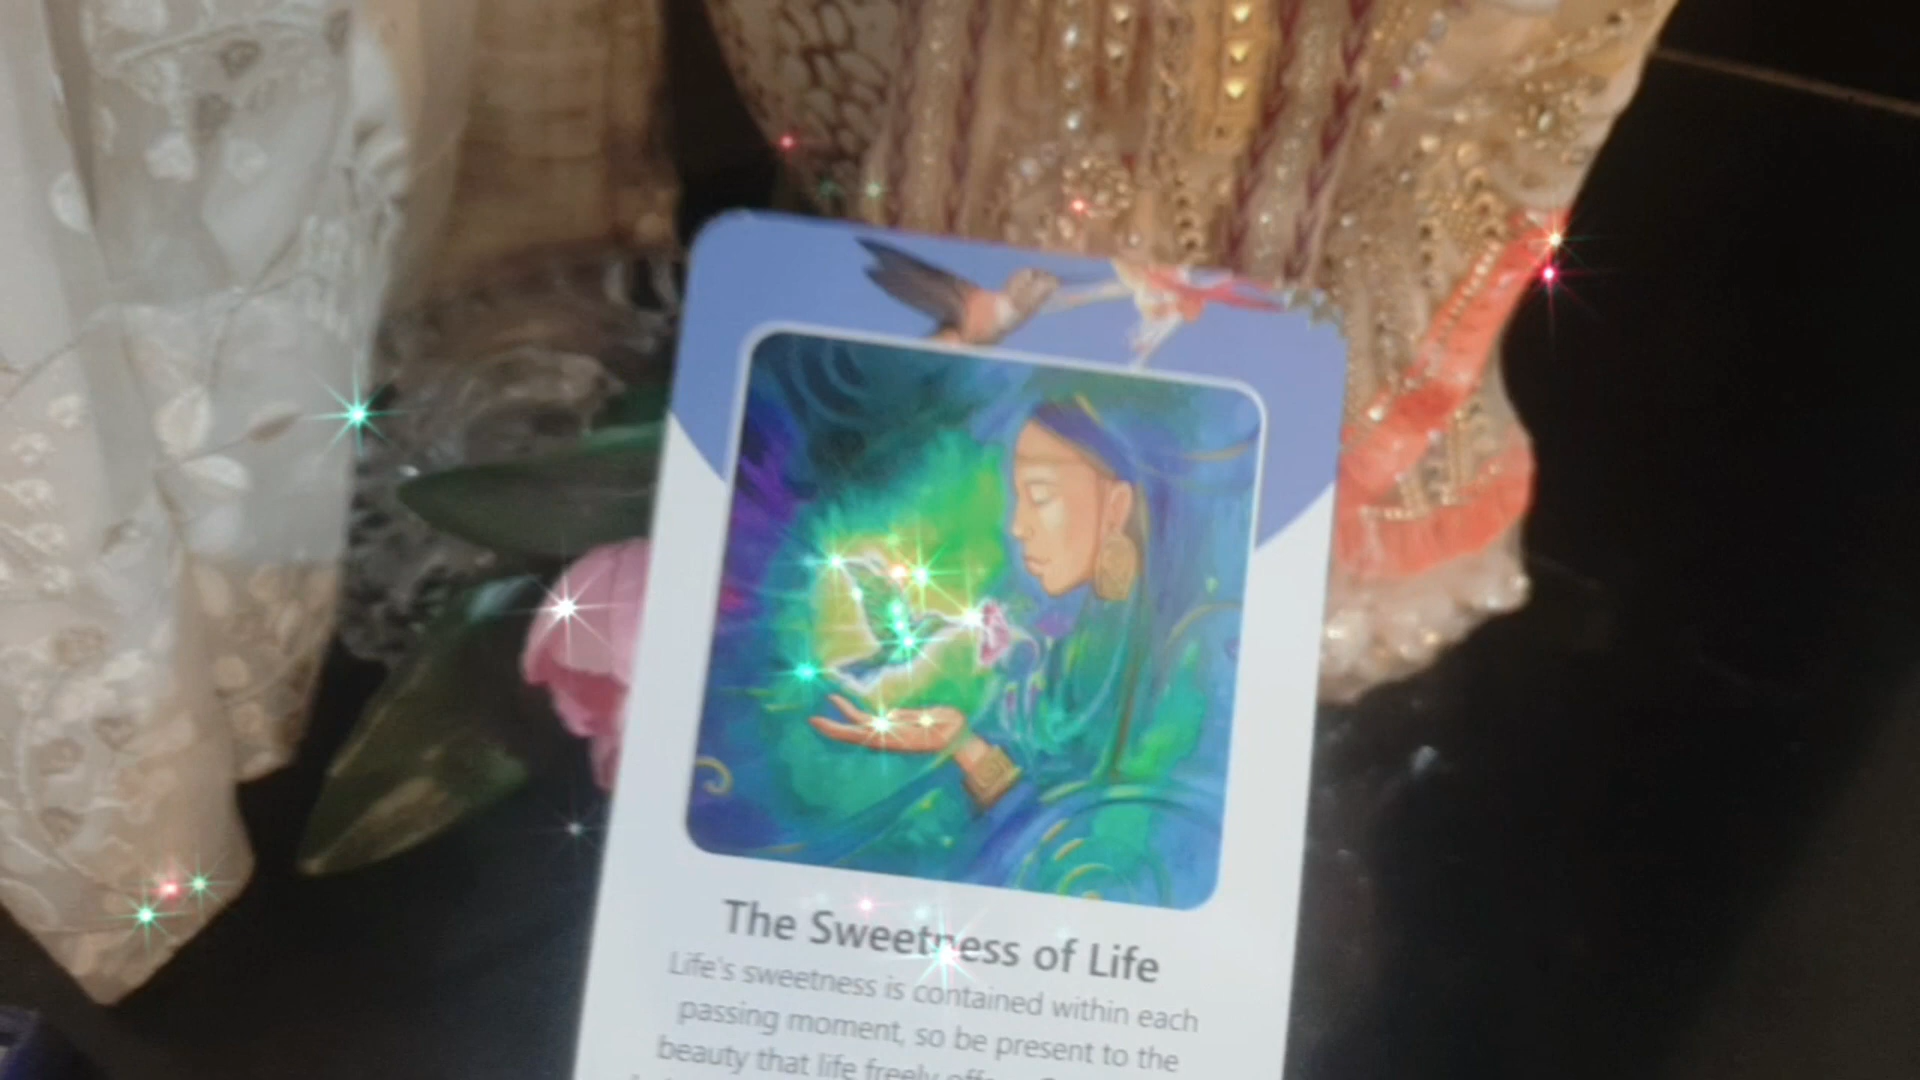 The Sweetness of Life
Life's sweetness is contained within each
passing moment, so be present to the
beauty that life freely